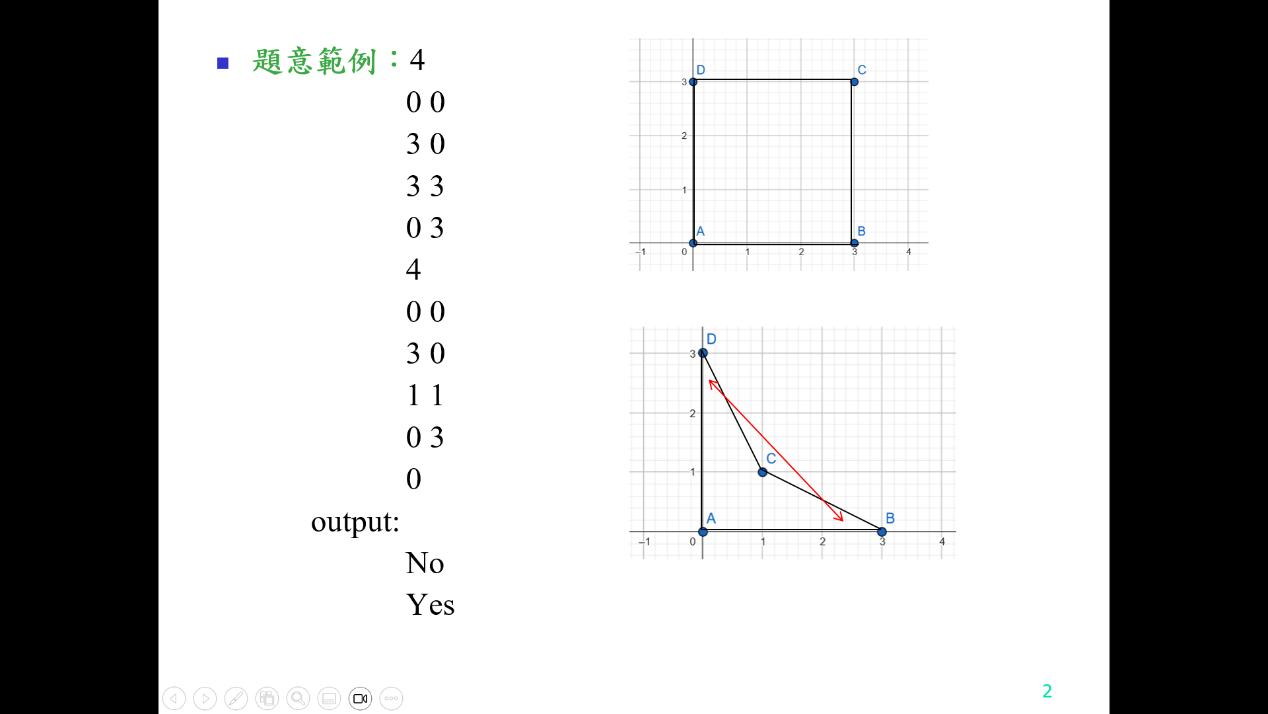 題意範例：4
0 0
3 0
3 3
0 3
4
0 0
3 0
1 1
0 3
0
output:
No
Yes
D C
3
2
1
A B
−1 0 1 2 3 4
D
3
2
C
1
A B
−1 0 1 2 3 4
2